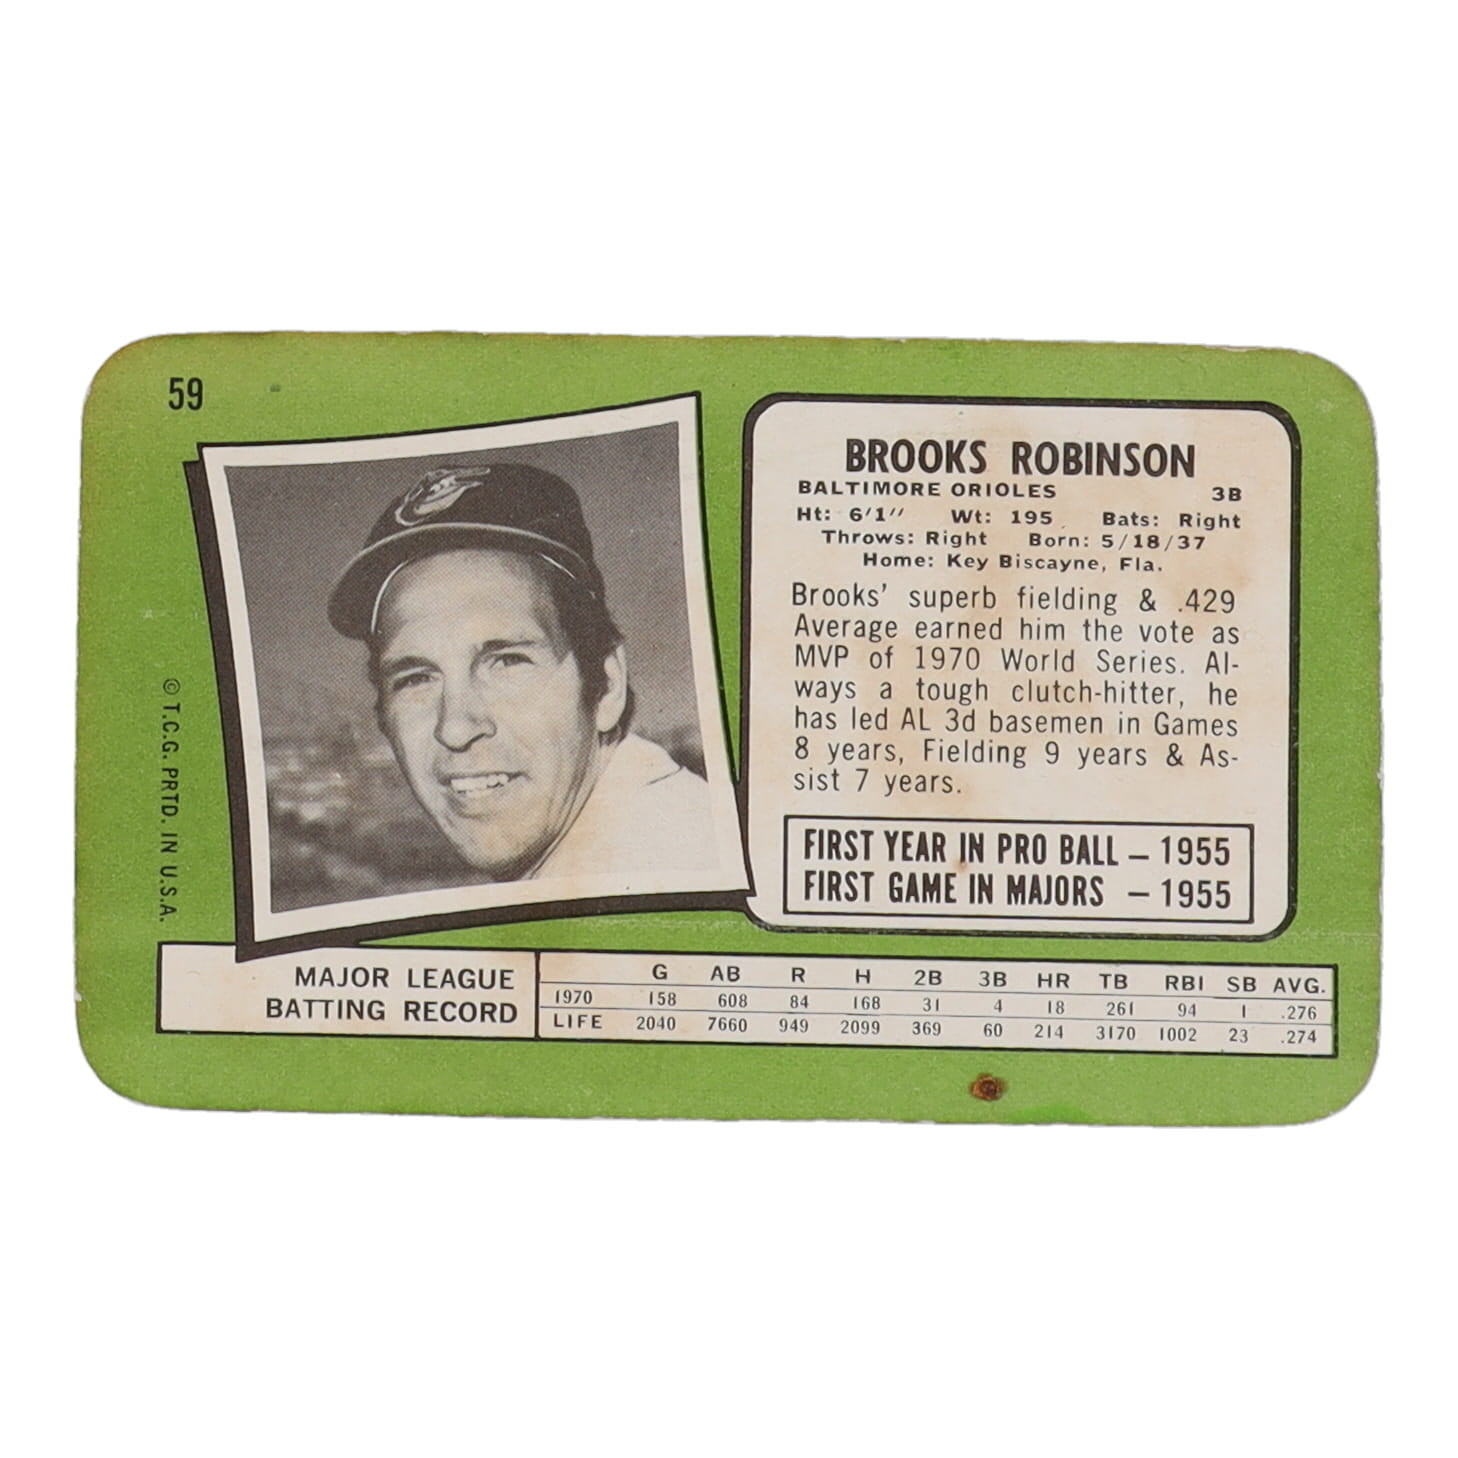 59
BROOKS ROBINSON
BALTIMORE ORIOLES 3B
Ht: 6'1" Wt: 195 Bats: Right
Throws: Right Born: 5/18/37
Home: Key Biscayne, Fla.
Brooks' superb fielding & .429
Average earned him the vote as
MVP of 1970 World Series. Al-
ways a tough clutch-hitter, he
has led AL 3d basemen in Games
8 years, Fielding 9 years & As-
sist 7 years.
FIRST YEAR IN PRO BALL – 1955
FIRST GAME IN MAJORS – 1955
© T.C.G. PRTD. IN U.S.A.
MAJOR LEAGUE
BATTING RECORD
G AB R H 2B 3B HR TB RBI SB AVG.
1970 158 608 84 168 31 4 18 261 94 1 .276
LIFE 2040 7660 949 2099 369 60 214 3170 1002 23 .274